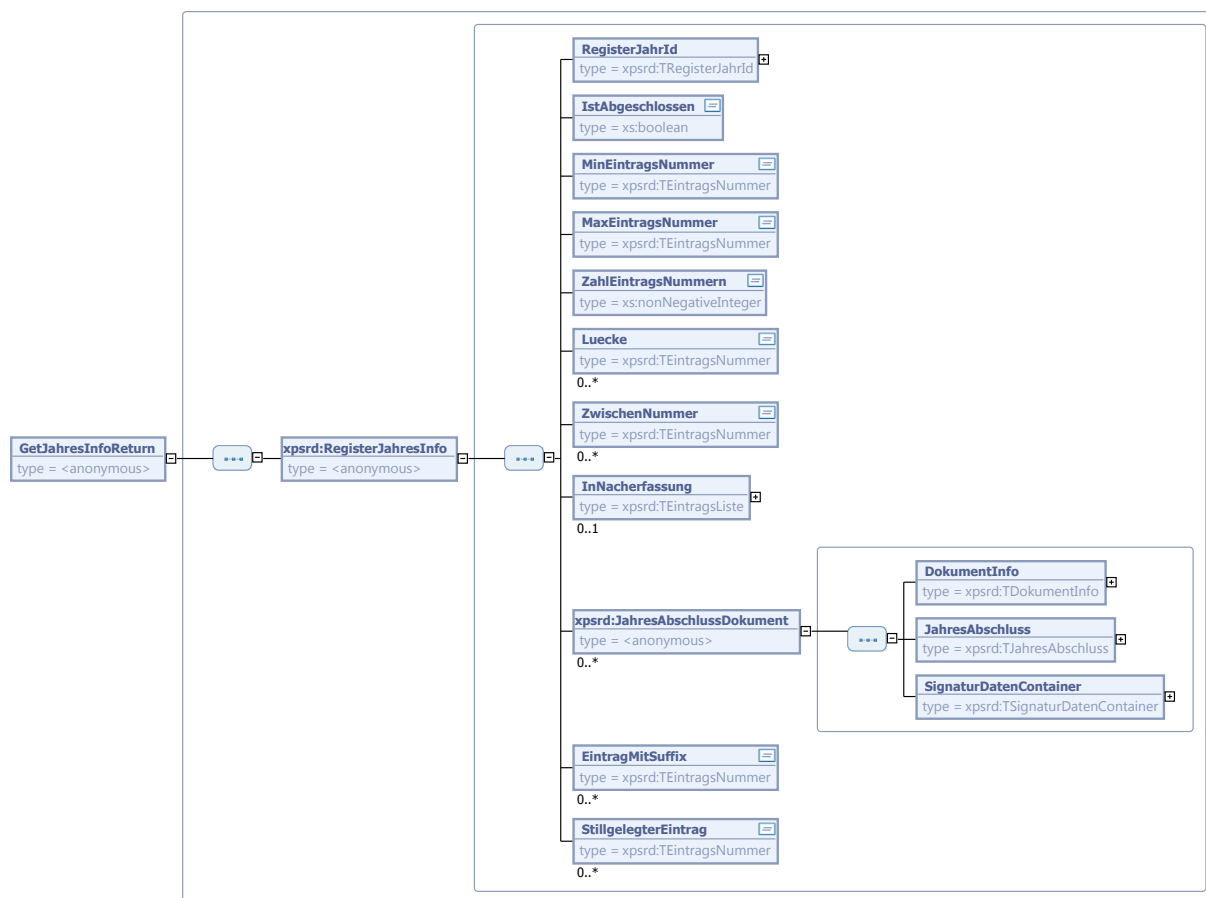 RegisterJahrId
type = xpsrd:TRegisterJahrId
IstAbgeschlossen
type = xs:boolean
MinEintragsNummer
type = xpsrd:TEintragsNummer
MaxEintragsNummer
type = xpsrd:TEintragsNummer
ZahlEintragsNummern
type = xs:nonNegativeInteger
Luecke
type = xpsrd:TEintragsNummer
0..*
ZwischenNummer
type = xpsrd:TEintragsNummer
0..*
GetJahresInfoReturn
type = <anonymous>
xpsrd:RegisterJahresInfo
type = <anonymous>
InNacherfassung
type = xpsrd:TEintragsListe
0..1
DokumentInfo
type = xpsrd:TDokumentInfo
xpsrd:JahresAbschlussDokument
type = <anonymous>
0..*
JahresAbschluss
type = xpsrd:TJahresAbschluss
SignaturDatenContainer
type = xpsrd:TSignaturDatenContainer
EintragMitSuffix
type = xpsrd:TEintragsNummer
0..*
StillgelegterEintrag
type = xpsrd:TEintragsNummer
0..*